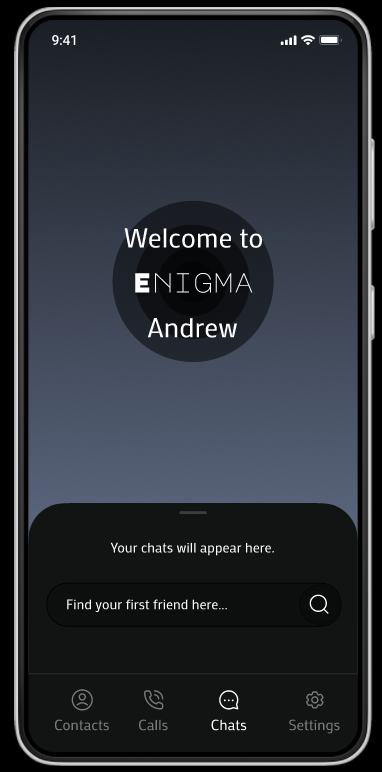 9:41
Welcome to
ENIGMA
Andrew
Your chats will appear here.
Find your first friend here...
Contacts Calls Chats Settings